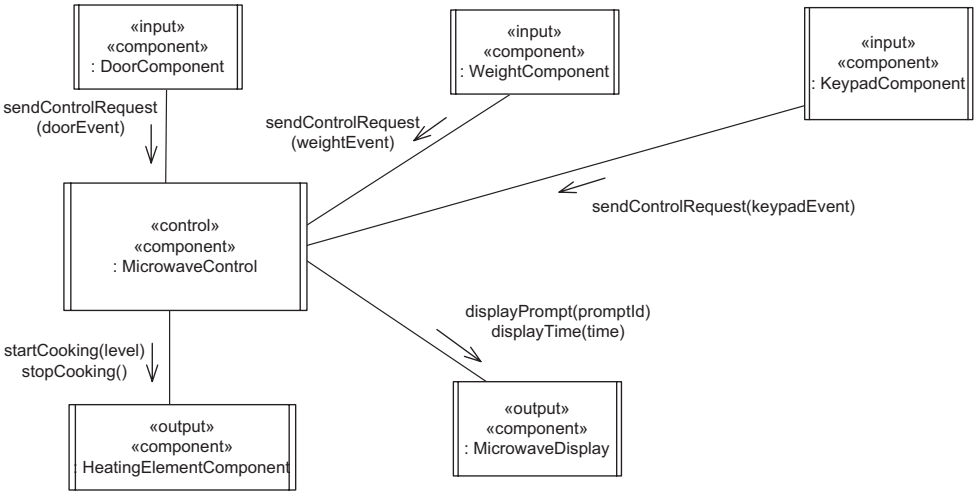 «input»
«component»
: DoorComponent
«input»
«component»
: WeightComponent
«input»
«component»
: KeypadComponent
sendControlRequest
(doorEvent)
sendControlRequest
(weightEvent)
sendControlRequest(keypadEvent)
«control»
«component»
: MicrowaveControl
displayPrompt(promptId)
displayTime(time)
startCooking(level)
stopCooking()
«output»
«component»
: HeatingElementComponent
«output»
«component»
: MicrowaveDisplay